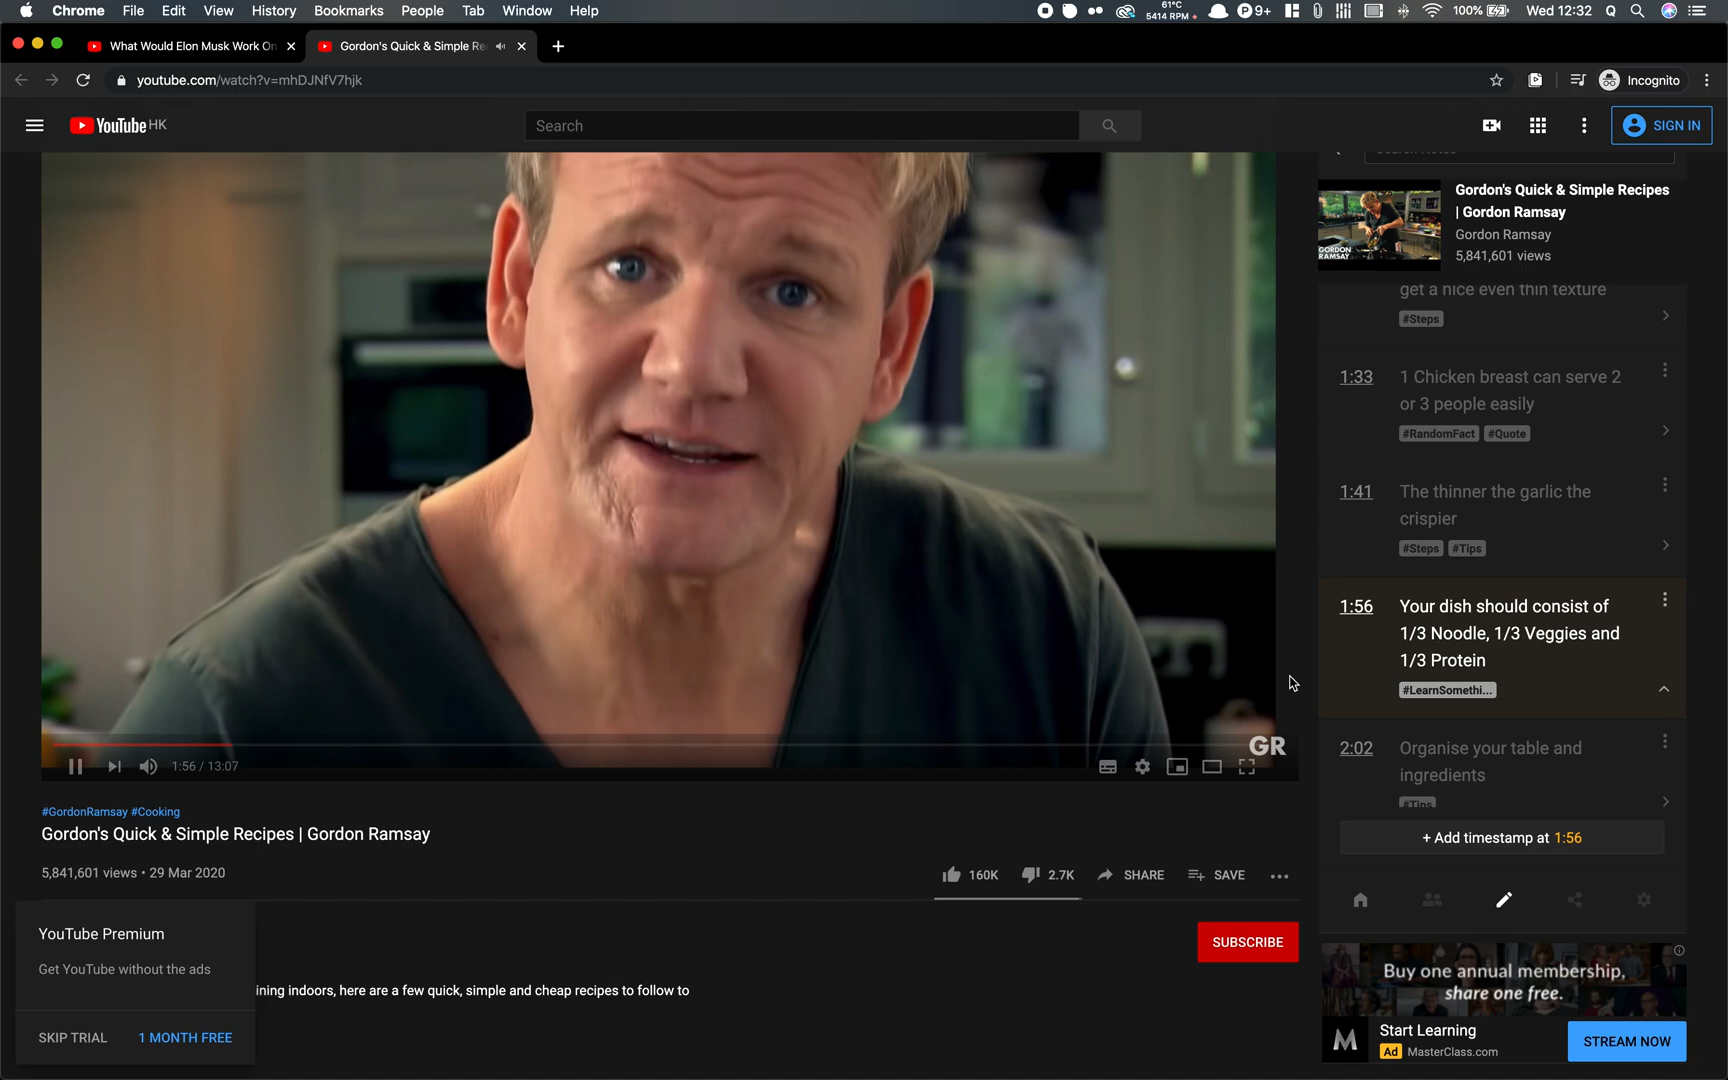 Chrome File Edit View History Bookmarks People Tab Window Help
61°C
5414 RPM
9+
100%
Wed 12:32
What Would Elon Musk Work On
Gordon's Quick & Simple Re
youtube.com/watch?v=mhDJNfV7hjk
Incognito
YouTube HK
Search
SIGN IN
GORDON
RAMSAY
Gordon's Quick & Simple Recipes
| Gordon Ramsay
Gordon Ramsay
5,841,601 views
get a nice even thin texture
#Steps
1:33
1 Chicken breast can serve 2
or 3 people easily
#RandomFact #Quote
1:41
The thinner the garlic the
crispier
#Steps #Tips
1:56
Your dish should consist of
1/3 Noodle, 1/3 Veggies and
1/3 Protein
#LearnSomethi...
2:02
Organise your table and
ingredients
#Tips
+ Add timestamp at 1:56
GR
1:56 / 13:07
#GordonRamsay #Cooking
Gordon's Quick & Simple Recipes | Gordon Ramsay
5,841,601 views • 29 Mar 2020
160K 2.7K SHARE SAVE
SUBSCRIBE
YouTube Premium
Get YouTube without the ads
SKIP TRIAL 1 MONTH FREE
ining indoors, here are a few quick, simple and cheap recipes to follow to
Buy one annual membership,
share one free.
M
Start Learning
Ad MasterClass.com
STREAM NOW